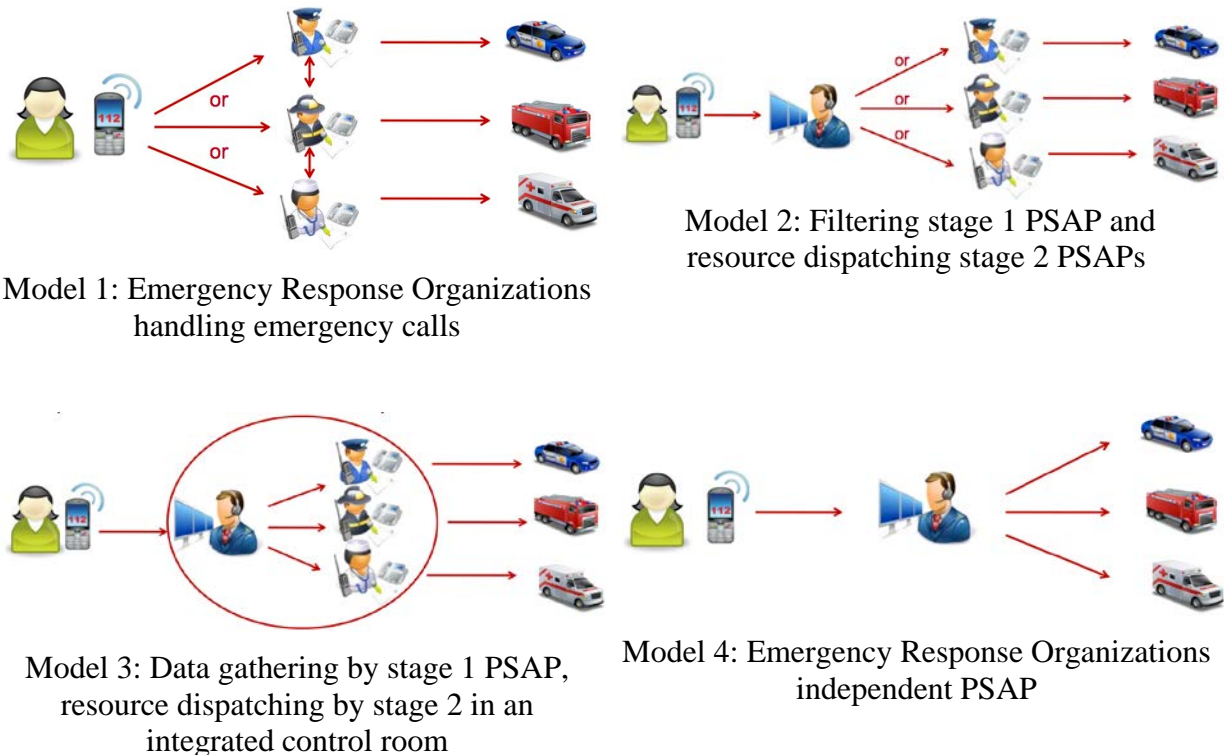 112
or
or
Model 1: Emergency Response Organizations
handling emergency calls
112
or
or
or
Model 2: Filtering stage 1 PSAP and
resource dispatching stage 2 PSAPs
112
Model 3: Data gathering by stage 1 PSAP,
resource dispatching by stage 2 in an
integrated control room
112
Model 4: Emergency Response Organizations
independent PSAP